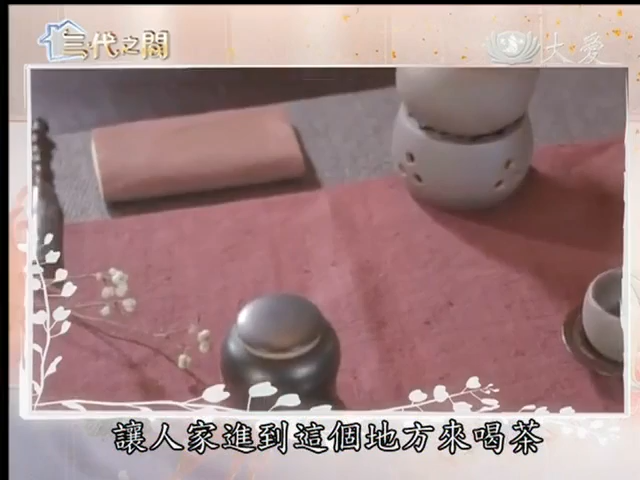 三代之間
大愛
讓人家進到這個地方來喝茶